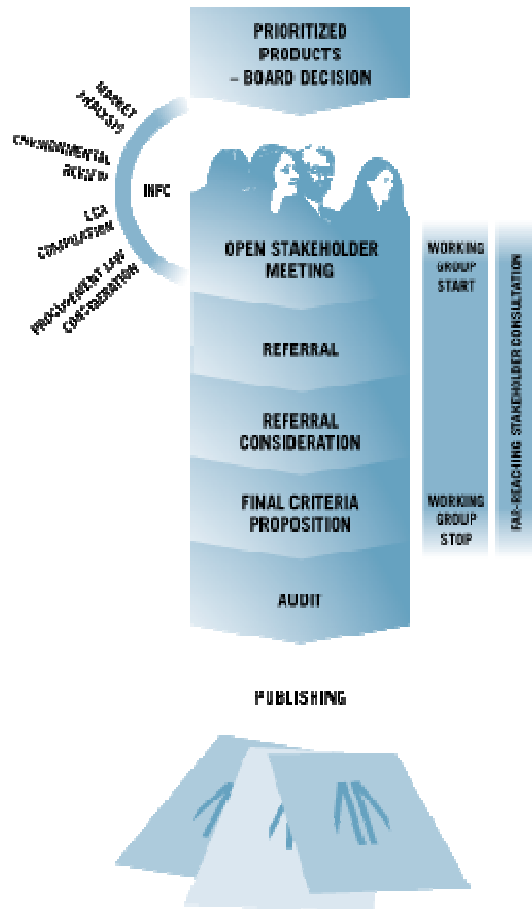 PRIORITIZED
PRODUCTS
– BOARD DECISION
MARKET
ANALYSIS
ENVIRONMENTAL
REVIEW
LCA
COMPILATION
PROCUREMENT LAW
CONSIDERATION
INFO
OPEN STAKEHOLDER
MEETING
WORKING
GROUP
START
FAR-REACHING STAKEHOLDER CONSULTATION
REFERRAL
REFERRAL
CONSIDERATION
FINAL CRITERIA
PROPOSITION
WORKING
GROUP
STOP
AUDIT
PUBLISHING